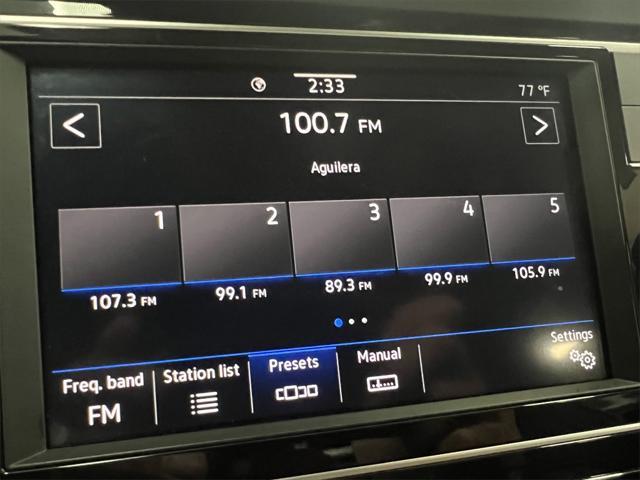 2:33
77 °F
100.7 FM
Aguilera
1 2 3 4 5
107.3 FM 99.1 FM 89.3 FM 99.9 FM 105.9 FM
Settings
Freq. band Station list Presets Manual
FM